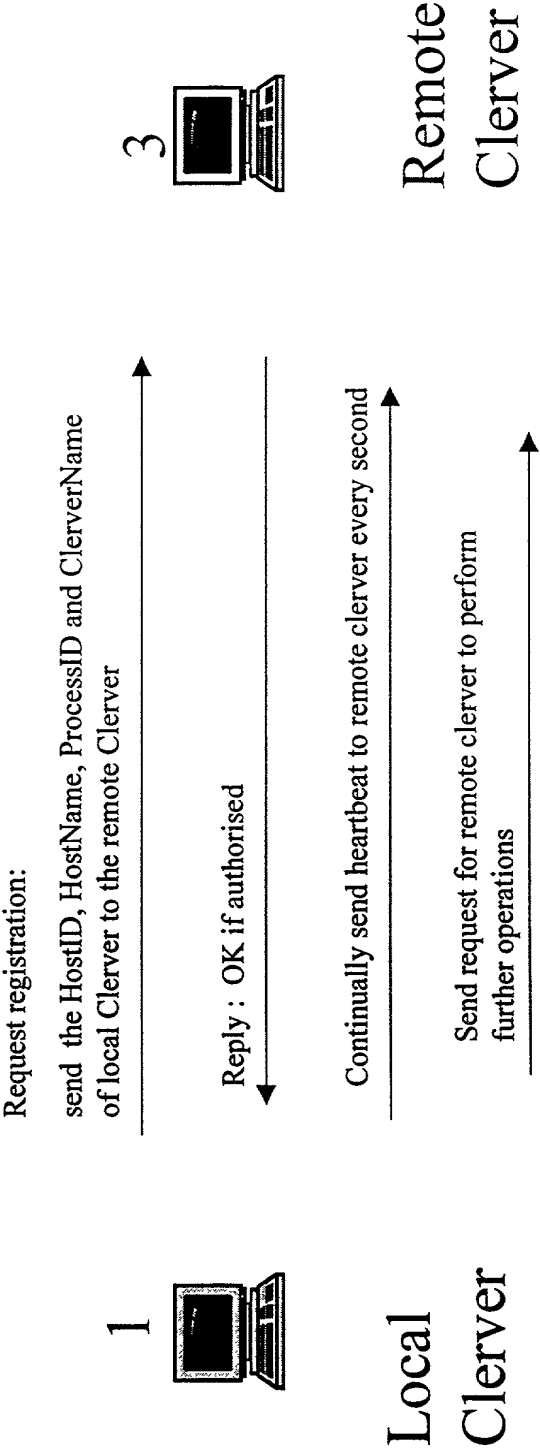 Request registration:
send the HostID, HostName, ProcessID and ClerverName
of local Clerver to the remote Clerver
1
3
Reply : OK if authorised
Continually send heartbeat to remote clerver every second
Local
Clerver
Remote
Clerver
Send request for remote clerver to perform
further operations